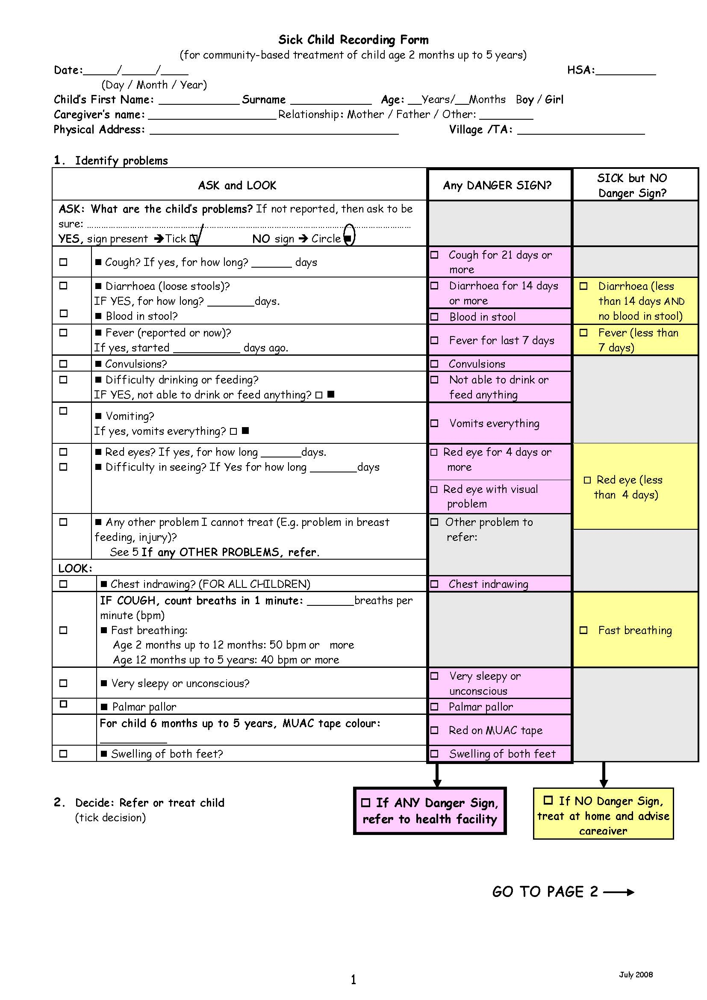 Sick Child Recording Form
(for community-based treatment of child age 2 months up to 5 years)
Date:_____/_____/____ HSA:_________
(Day / Month / Year)
Child's First Name: ____________ Surname ____________ Age: __Years/__Months Boy / Girl
Caregiver's name: ___________________ Relationship: Mother / Father / Other: ________
Physical Address: _____________________________________ Village /TA: ___________________
1. Identify problems
ASK and LOOK
Any DANGER SIGN?
SICK but NO
Danger Sign?
ASK: What are the child's problems? If not reported, then ask to be
sure: ……………………………………………………………………………………
YES, sign present ➔Tick ☐ NO sign ➔ Circle ■
☐ ■ Cough? If yes, for how long? ______ days
☐ Cough for 21 days or
more
☐ ■ Diarrhoea (loose stools)?
IF YES, for how long? _______days.
☐ ■ Blood in stool?
☐ Diarrhoea for 14 days
or more
☐ Blood in stool
☐ Diarrhoea (less
than 14 days AND
no blood in stool)
☐ ■ Fever (reported or now)?
If yes, started __________ days ago.
☐ Fever for last 7 days
☐ Fever (less than
7 days)
☐ ■ Convulsions?
☐ Convulsions
☐ ■ Difficulty drinking or feeding?
IF YES, not able to drink or feed anything? ☐ ■
☐ Not able to drink or
feed anything
☐ ■ Vomiting?
If yes, vomits everything? ☐ ■
☐ Vomits everything
☐ ■ Red eyes? If yes, for how long ______days.
☐ ■ Difficulty in seeing? If Yes for how long _______days
☐ Red eye for 4 days or
more
☐ Red eye with visual
problem
☐ Red eye (less
than 4 days)
☐ ■ Any other problem I cannot treat (E.g. problem in breast
feeding, injury)?
See 5 If any OTHER PROBLEMS, refer.
☐ Other problem to
refer:
LOOK:
☐ ■ Chest indrawing? (FOR ALL CHILDREN)
☐ Chest indrawing
IF COUGH, count breaths in 1 minute: _______breaths per
minute (bpm)
☐ ■ Fast breathing:
Age 2 months up to 12 months: 50 bpm or more
Age 12 months up to 5 years: 40 bpm or more
☐ Fast breathing
☐ ■ Very sleepy or unconscious?
☐ Very sleepy or
unconscious
☐ ■ Palmar pallor
☐ Palmar pallor
For child 6 months up to 5 years, MUAC tape colour:
__________
☐ Red on MUAC tape
☐ ■ Swelling of both feet?
☐ Swelling of both feet
2. Decide: Refer or treat child
(tick decision)
☐ If ANY Danger Sign,
refer to health facility
☐ If NO Danger Sign,
treat at home and advise
caregiver
GO TO PAGE 2
July 2008
1